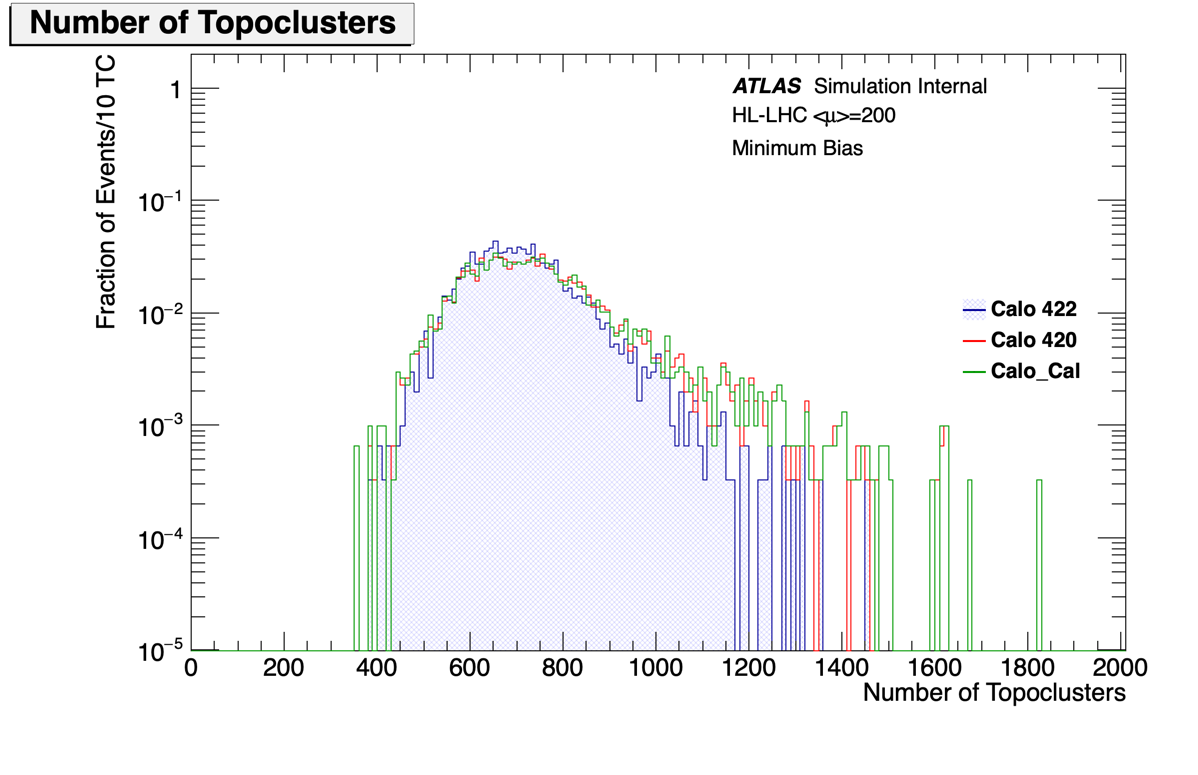 Number of Topoclusters
Fraction of Events/10 TC
ATLAS Simulation Internal
HL-LHC <μ>=200
Minimum Bias
1
10⁻¹
10⁻²
10⁻³
10⁻⁴
10⁻⁵
Calo 422
Calo 420
Calo_Cal
0 200 400 600 800 1000 1200 1400 1600 1800 2000
Number of Topoclusters